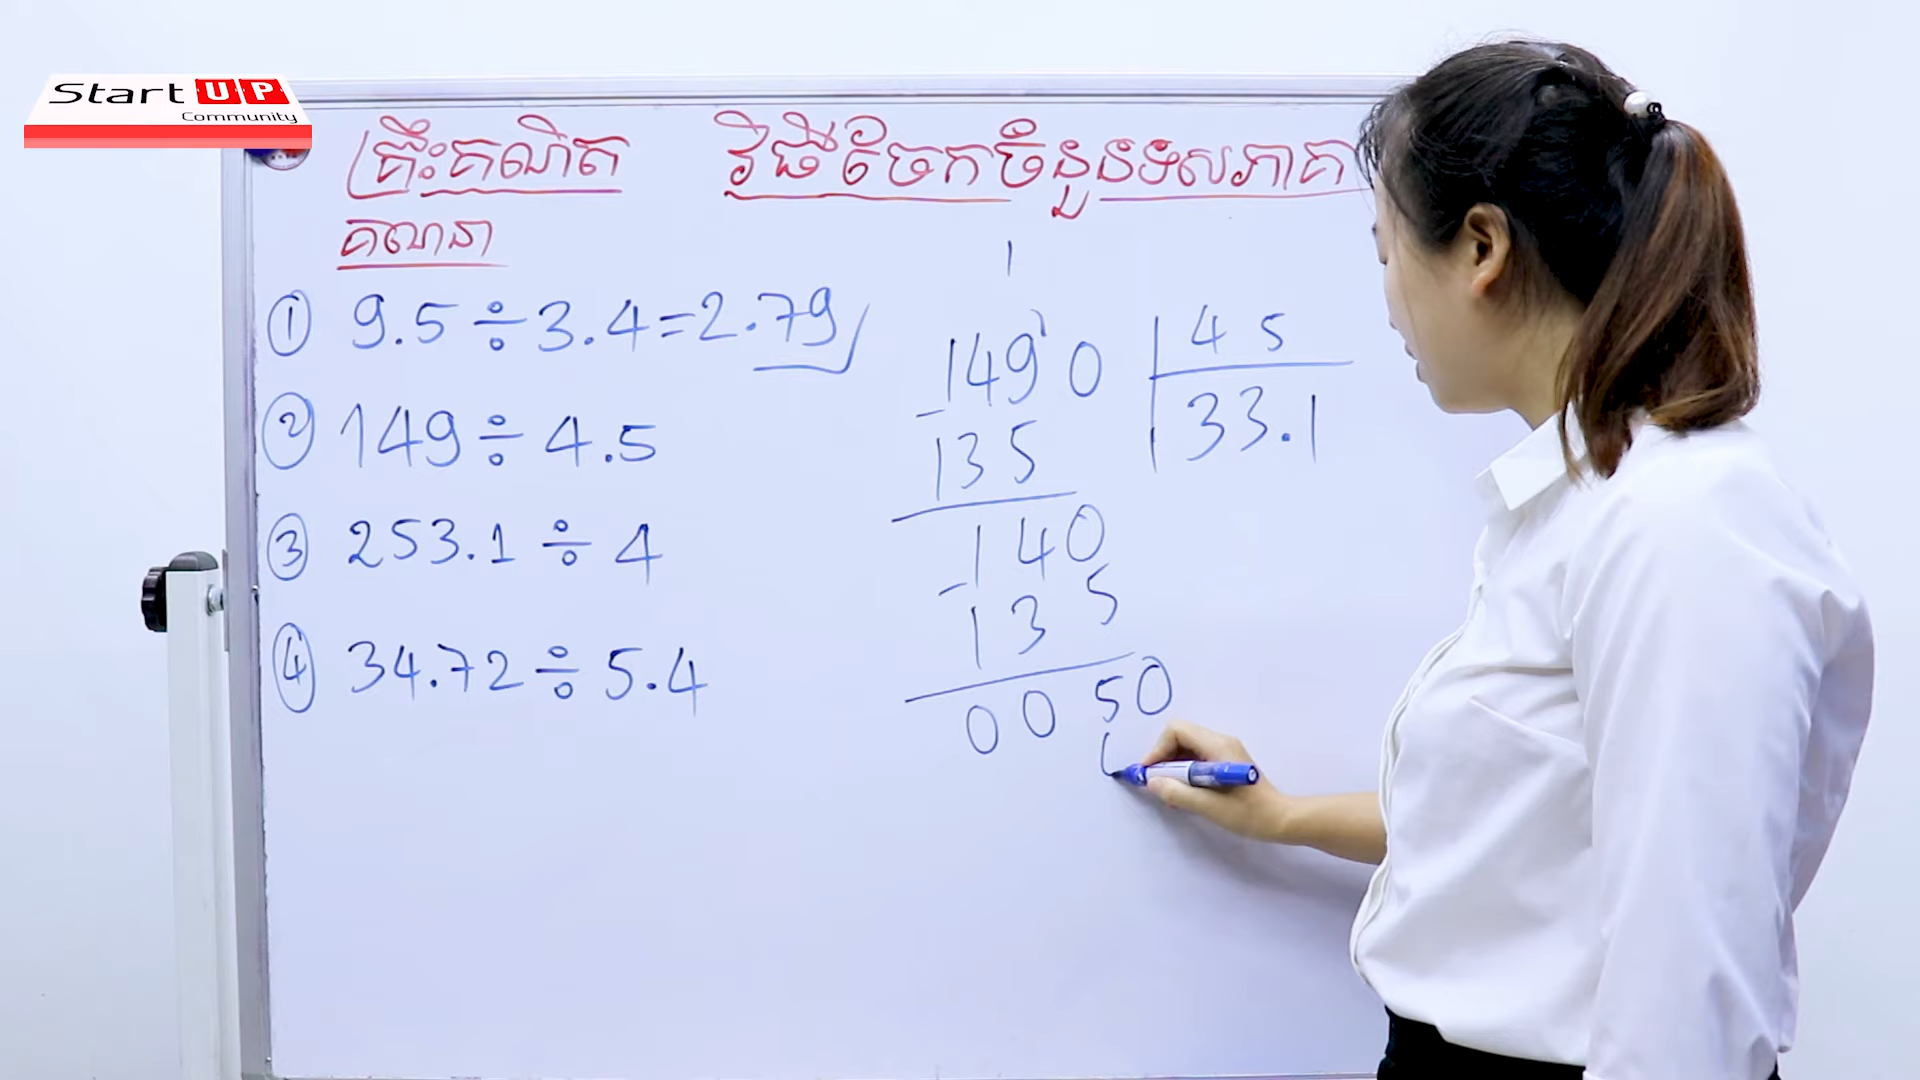 Start UP
Community
គ្រឹះគណិត វិធីចែកចំនួនទសភាគ
គណនា
① 9.5 ÷ 3.4 = 2.79
② 149 ÷ 4.5
③ 253.1 ÷ 4
④ 34.72 ÷ 5.4
1
1490 45
- 135 33.1
140
- 135
0050